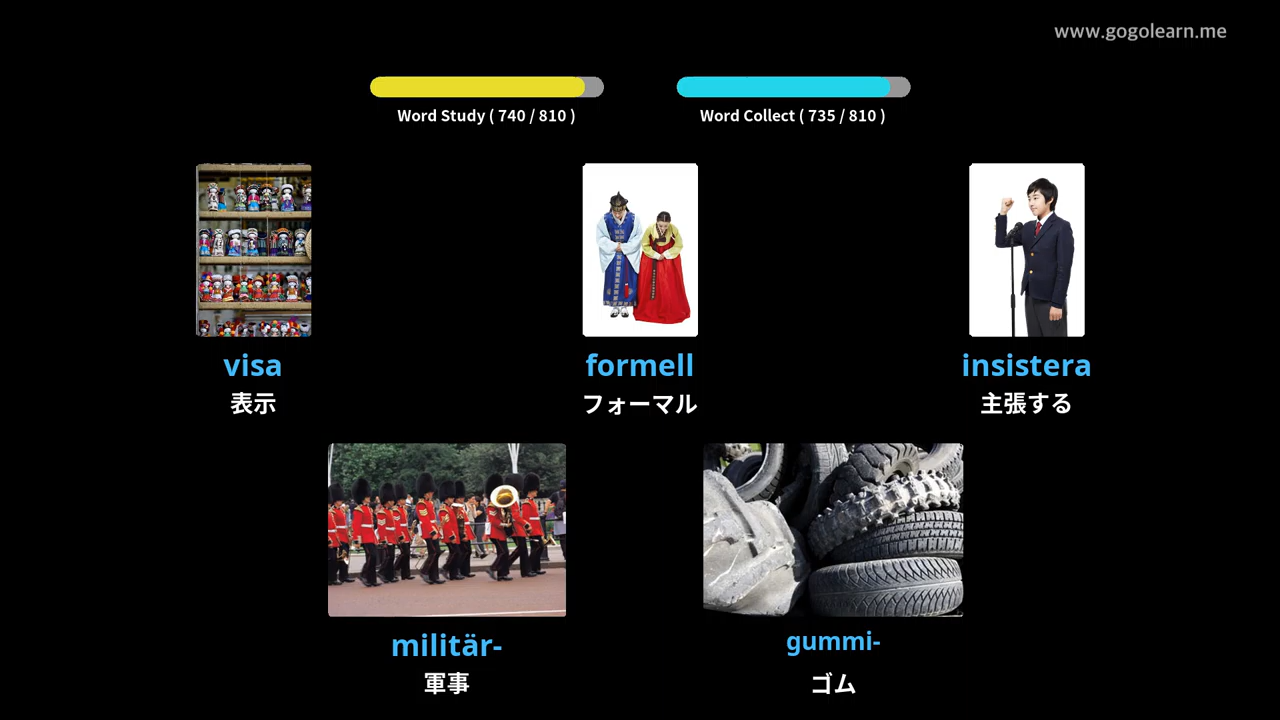 www.gogolearn.me
Word Study ( 740 / 810 )
Word Collect ( 735 / 810 )
visa
表示
formell
フォーマル
insistera
主張する
militär-
軍事
gummi-
ゴム